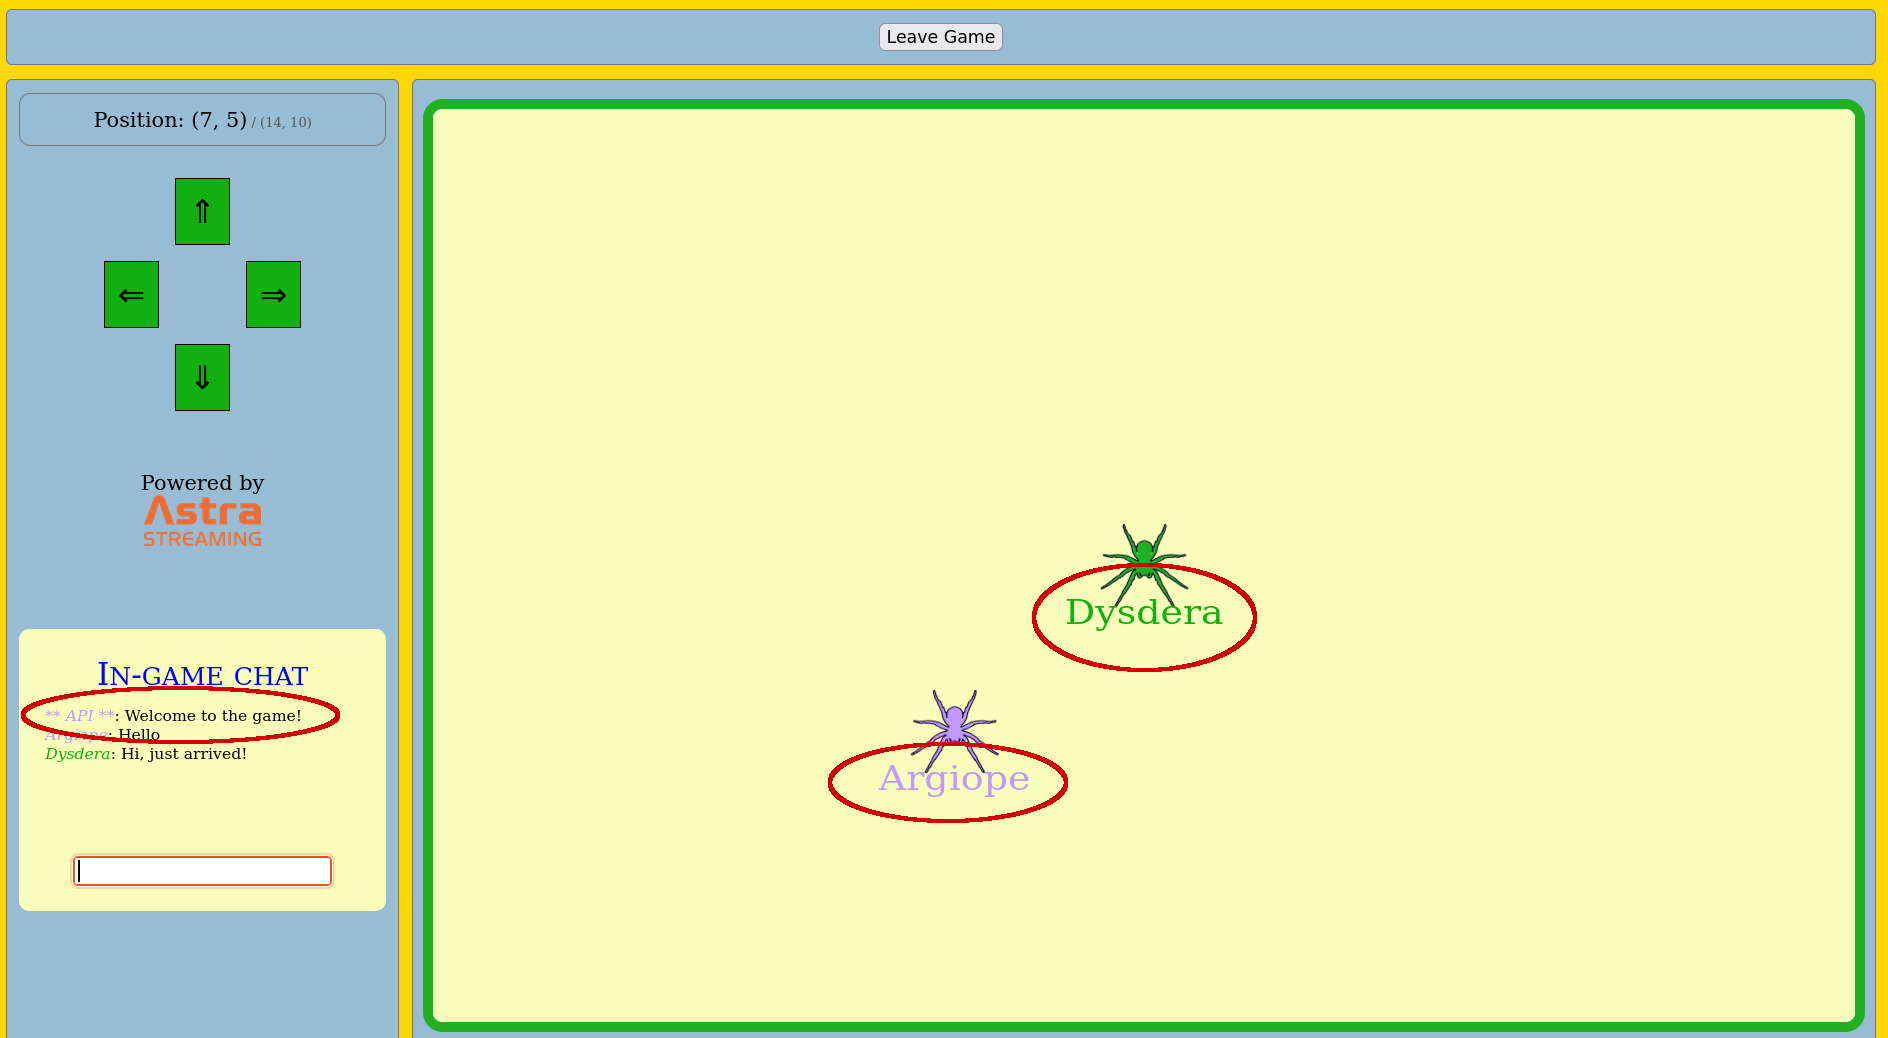 Leave Game
Position: (7, 5) / (14, 10)
⇑
⇐ ⇒
⇓
Powered by
Astra
STREAMING
In-game chat
** API **: Welcome to the game!
Argiope: Hello
Dysdera: Hi, just arrived!
Dysdera
Argiope